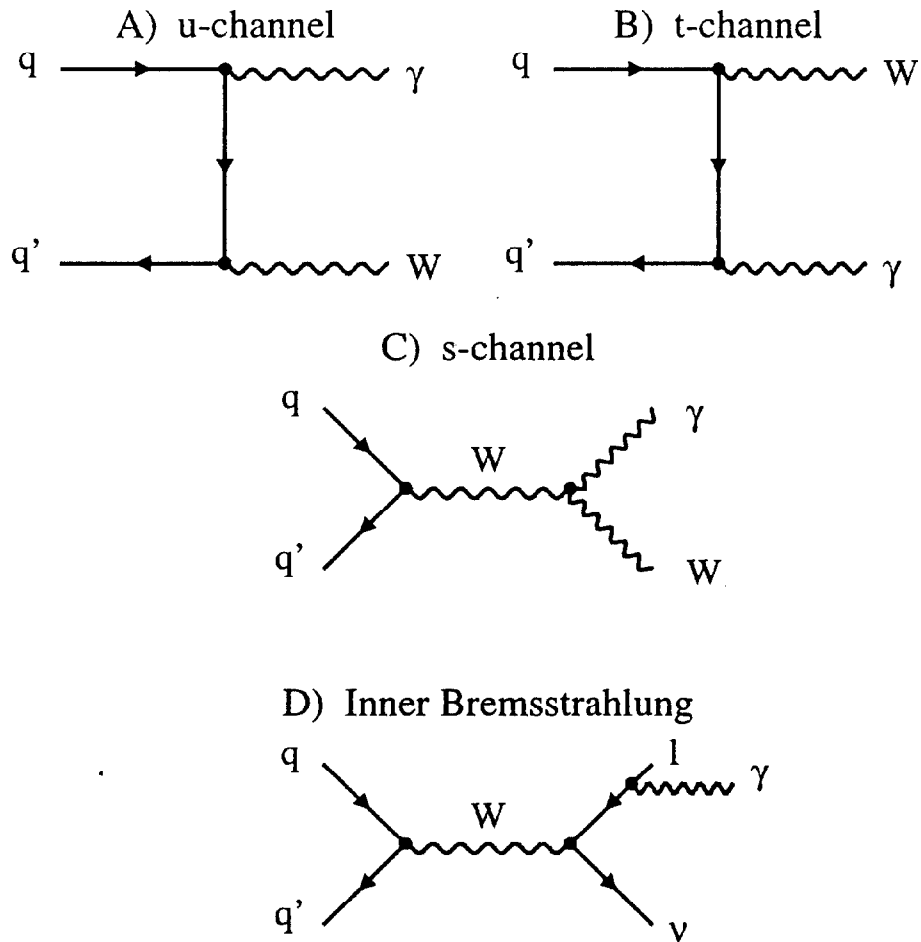 A) u-channel
q
γ
q'
W
B) t-channel
q
W
q'
γ
C) s-channel
q
W
γ
q'
W
D) Inner Bremsstrahlung
q
W
l
γ
q'
ν